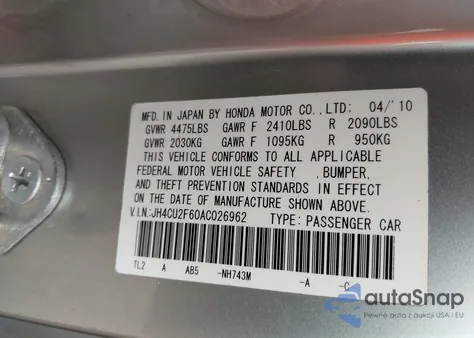 MFD. IN JAPAN BY HONDA MOTOR CO., LTD: 04/'10
GVWR 4475LBS GAWR F 2410LBS R 2090LBS
GVWR 2030KG GAWR F 1095KG R 950KG
THIS VEHICLE CONFORMS TO ALL APPLICABLE
FEDERAL MOTOR VEHICLE SAFETY , BUMPER,
AND THEFT PREVENTION STANDARDS IN EFFECT
ON THE DATE OF MANUFACTURE SHOWN ABOVE.
V.I.N.:JH4CU2F60AC026962 TYPE: PASSENGER CAR
TL2 A AB5 -NH743M -A -C
autoSnap
Pewne auta z aukcji USA i EU